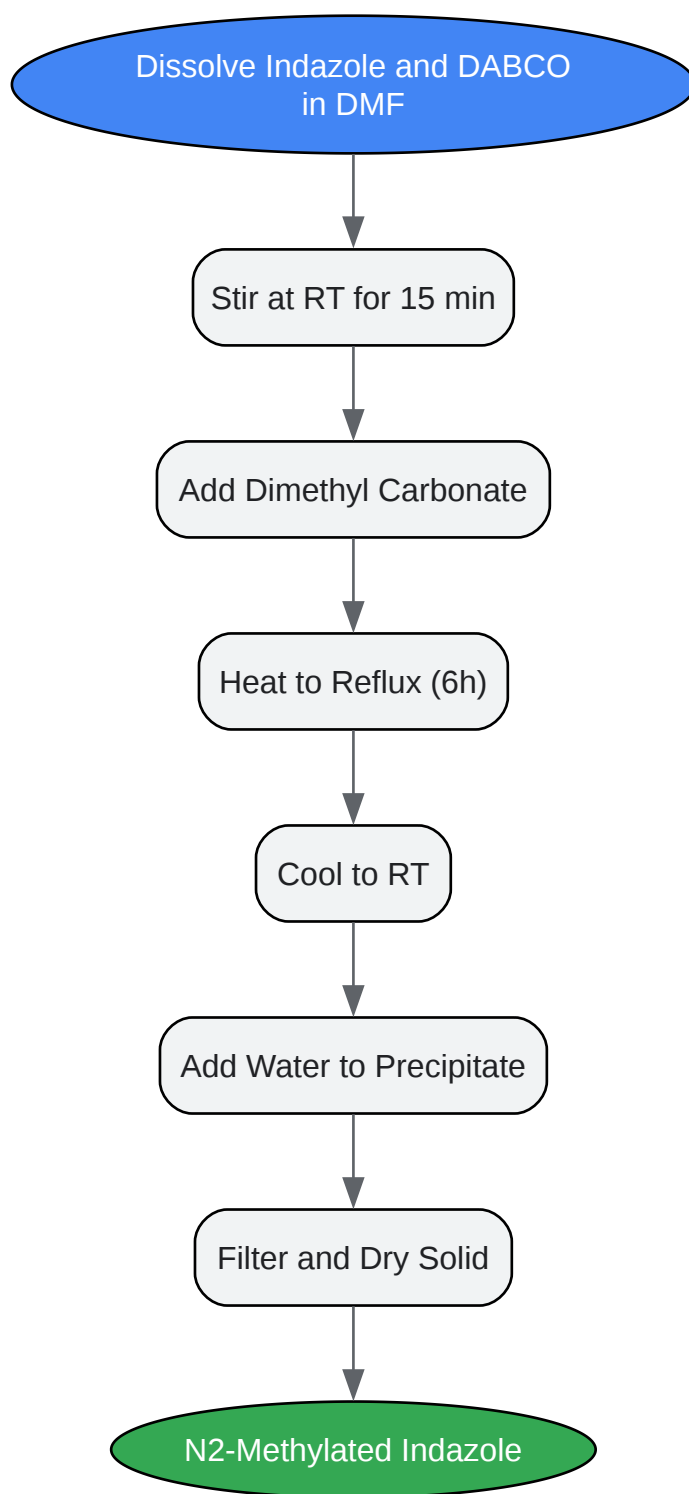 Dissolve Indazole and DABCO
in DMF
Stir at RT for 15 min
Add Dimethyl Carbonate
Heat to Reflux (6h)
Cool to RT
Add Water to Precipitate
Filter and Dry Solid
N2-Methylated Indazole